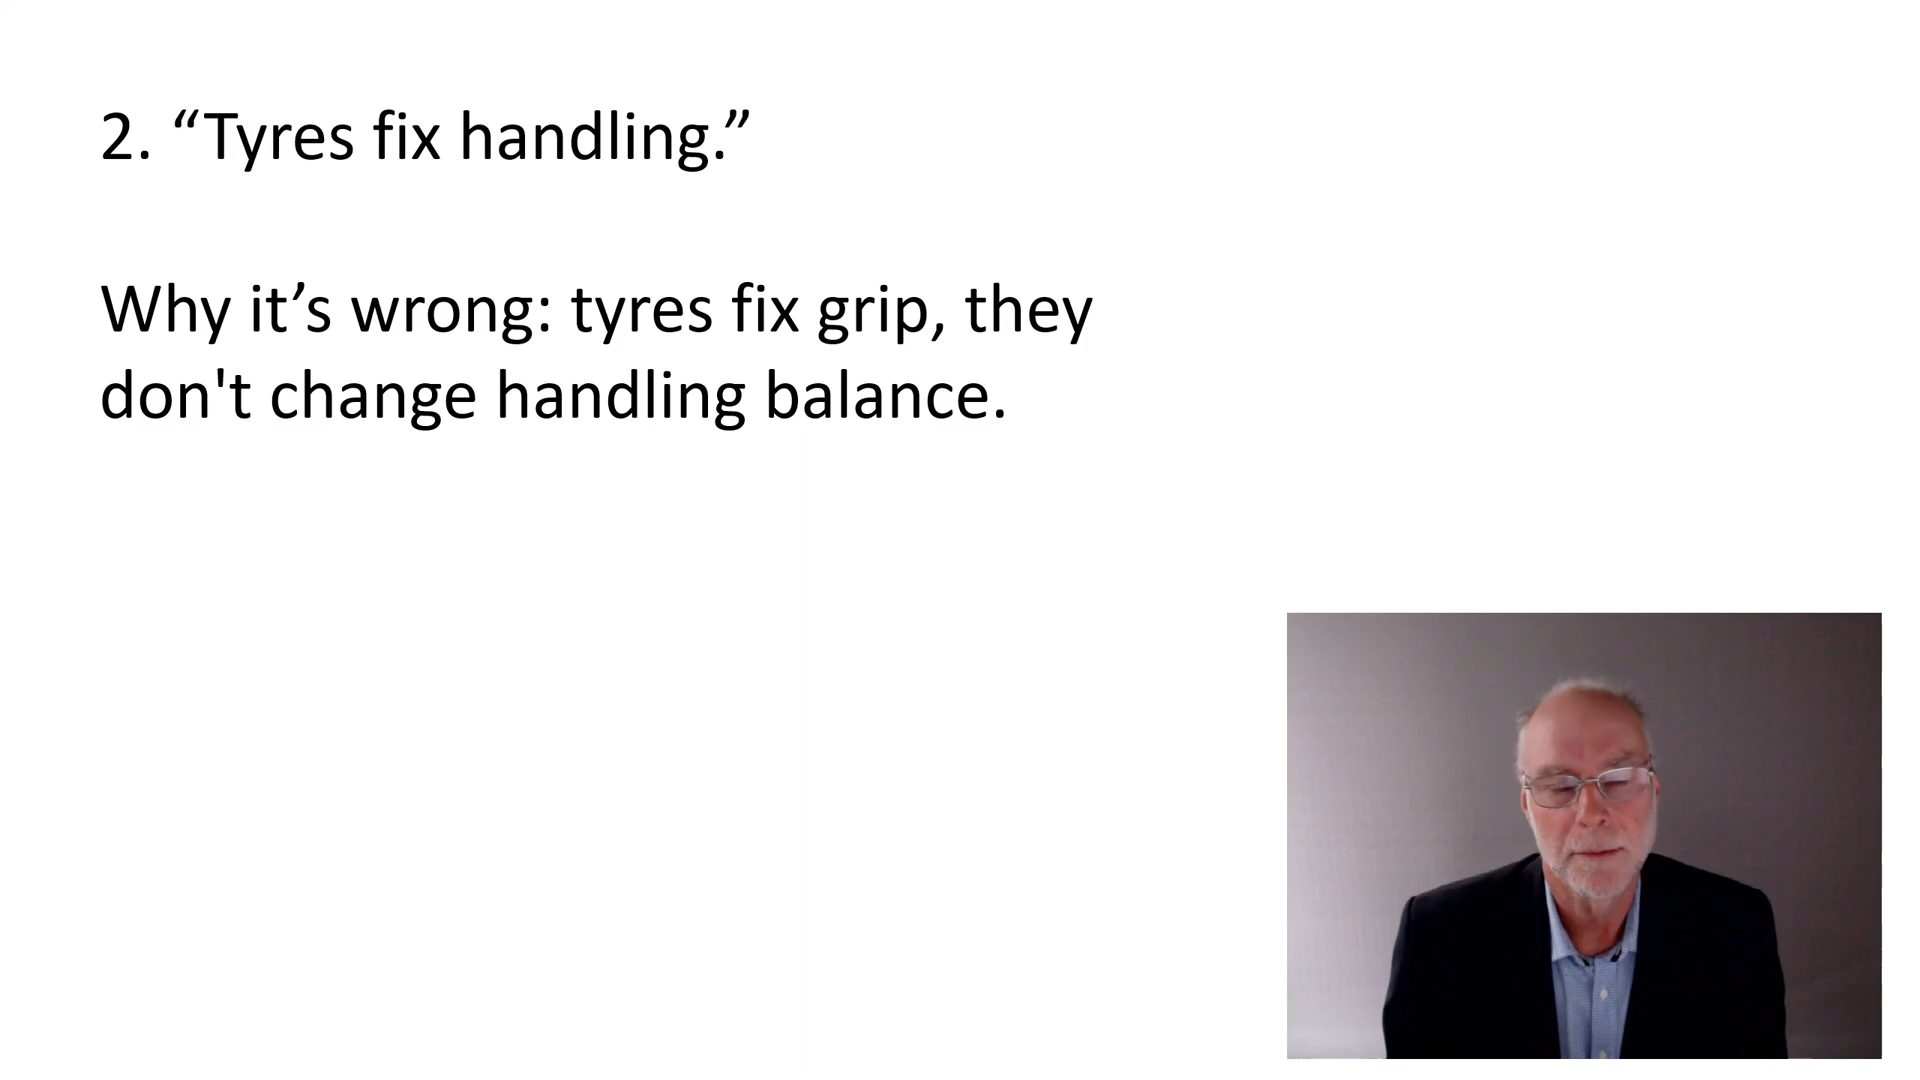 2. “Tyres fix handling.”
Why it’s wrong: tyres fix grip, they
don't change handling balance.